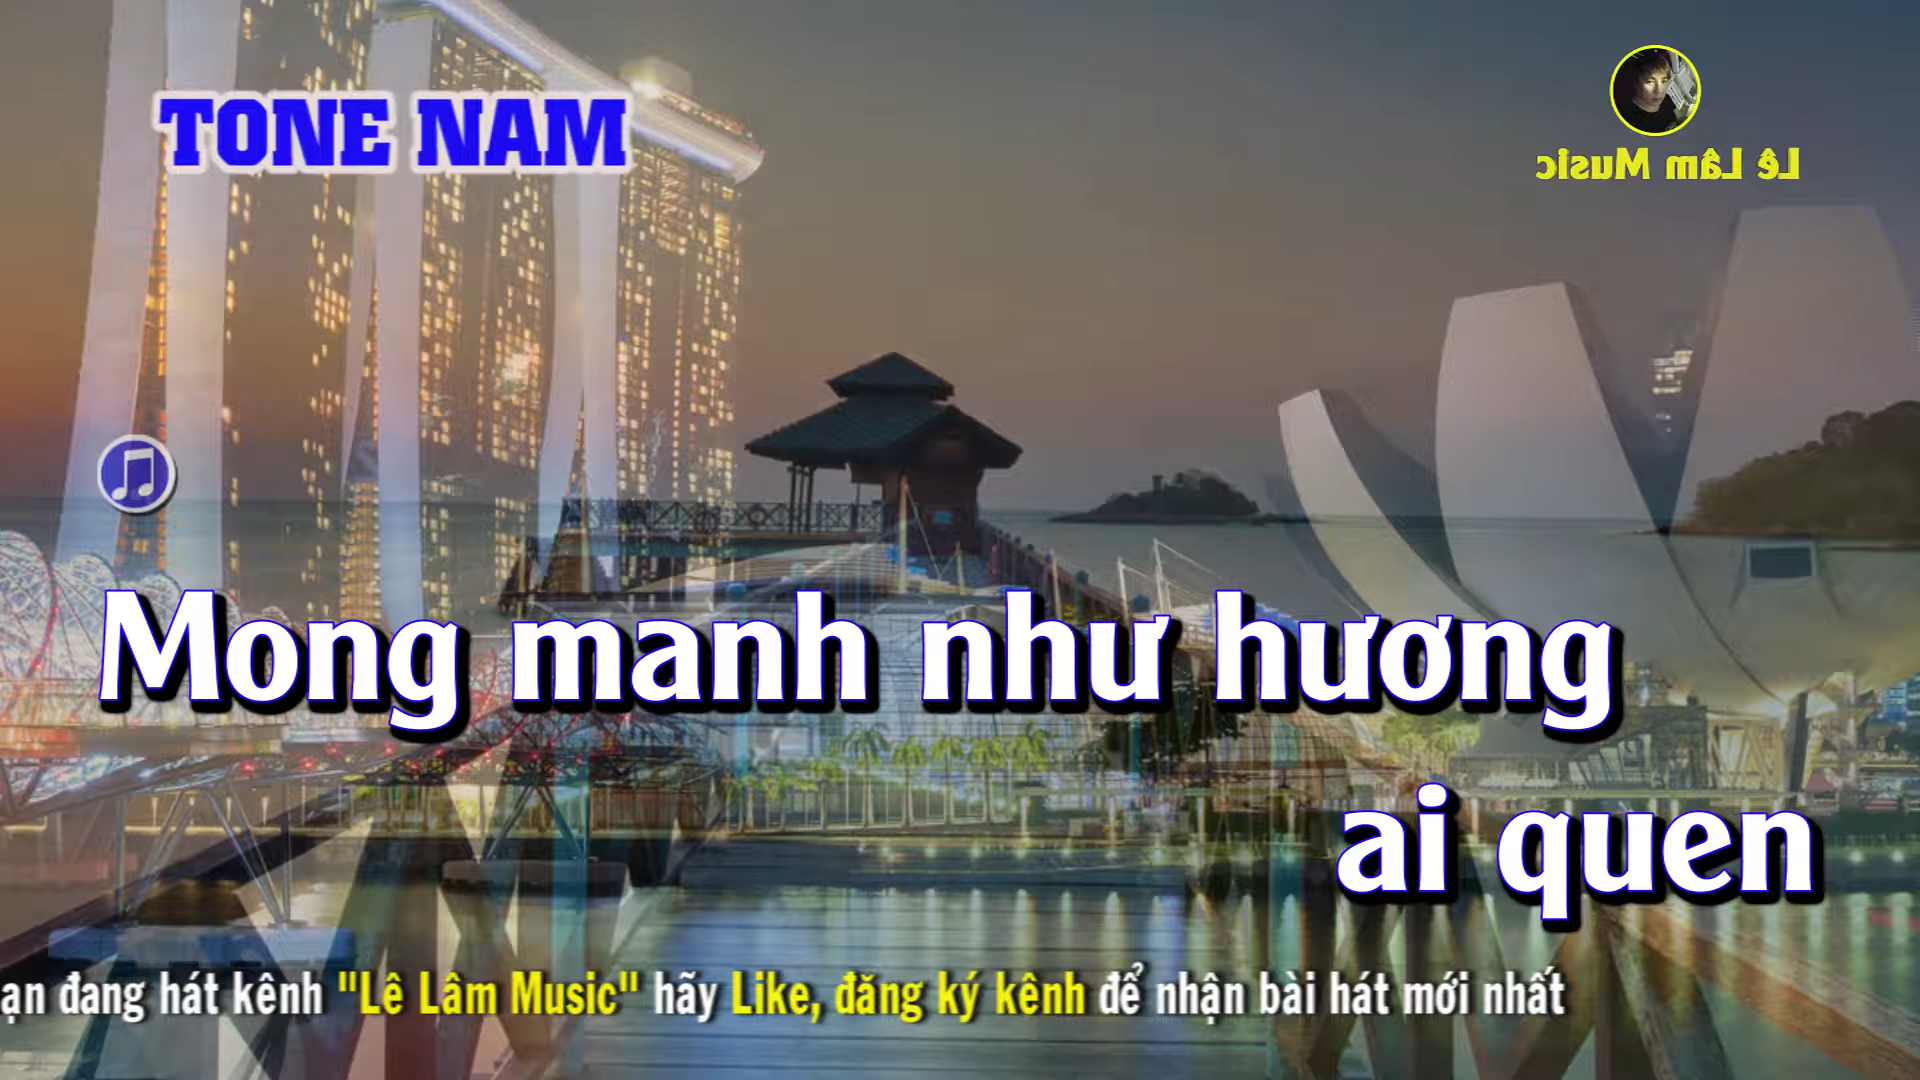 TONE NAM
Lê Lâm Music
Mong manh như hương
ai quen
ạn đang hát kênh "Lê Lâm Music" hãy Like, đăng ký kênh để nhận bài hát mới nhất